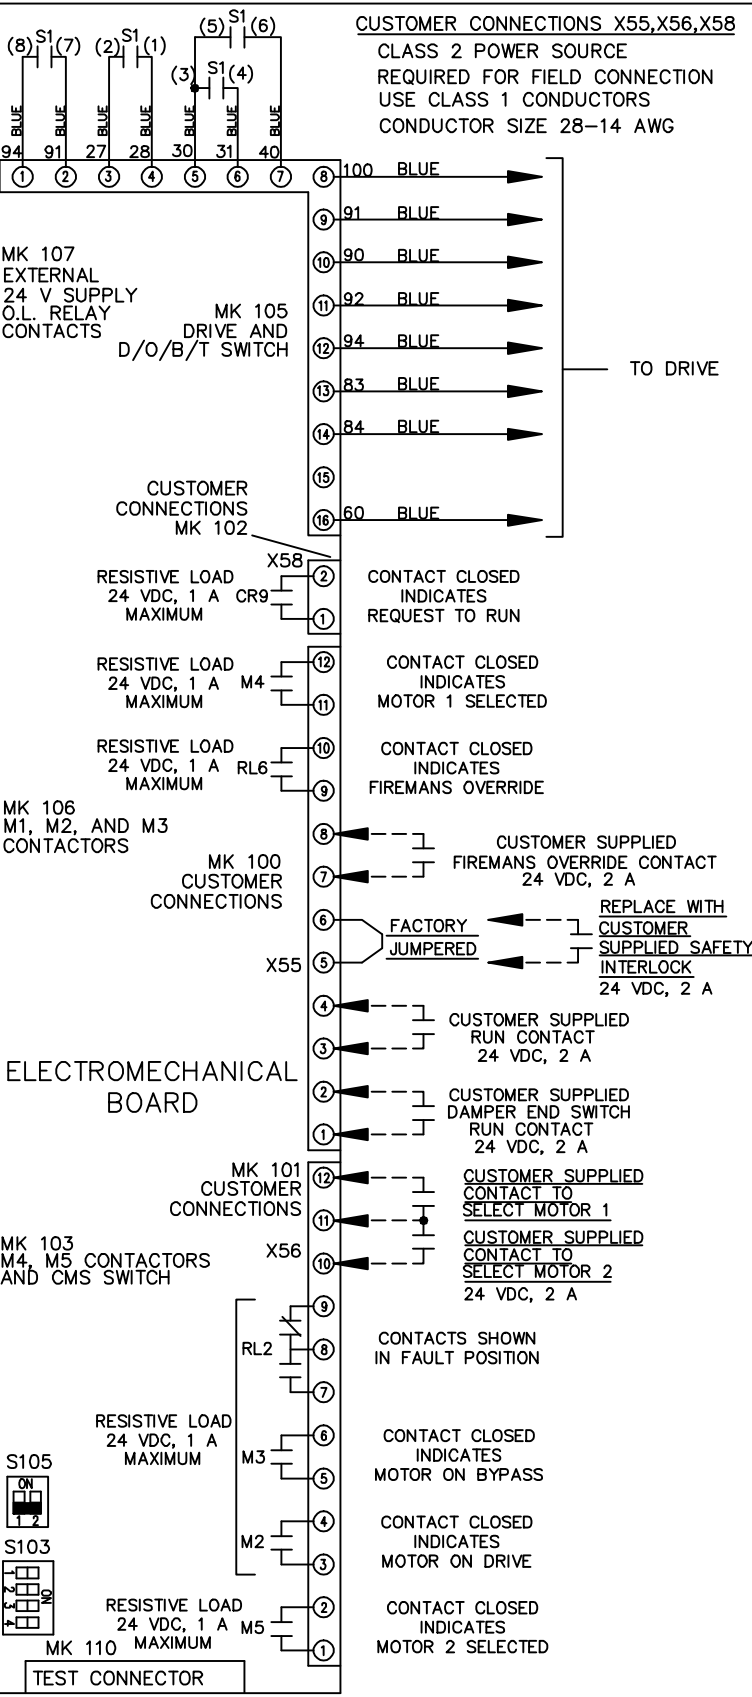 CUSTOMER CONNECTIONS X55,X56,X58
CLASS 2 POWER SOURCE
REQUIRED FOR FIELD CONNECTION
USE CLASS 1 CONDUCTORS
CONDUCTOR SIZE 28–14 AWG
(8) S1 (7)
(2) S1 (1)
(5) S1 (6)
(3) S1 (4)
BLUE BLUE BLUE BLUE BLUE BLUE BLUE
94 91 27 28 30 31 40
1 2 3 4 5 6 7
8 100 BLUE
9 91 BLUE
10 90 BLUE
11 92 BLUE
12 94 BLUE
13 83 BLUE
14 84 BLUE
15
16 60 BLUE
TO DRIVE
MK 107
EXTERNAL
24 V SUPPLY
O.L. RELAY
CONTACTS
MK 105
DRIVE AND
D/O/B/T SWITCH
CUSTOMER
CONNECTIONS
MK 102
X58
RESISTIVE LOAD
24 VDC, 1 A
MAXIMUM
CR9
2
1
CONTACT CLOSED
INDICATES
REQUEST TO RUN
RESISTIVE LOAD
24 VDC, 1 A
MAXIMUM
M4
12
11
CONTACT CLOSED
INDICATES
MOTOR 1 SELECTED
RESISTIVE LOAD
24 VDC, 1 A
MAXIMUM
RL6
10
9
CONTACT CLOSED
INDICATES
FIREMANS OVERRIDE
MK 106
M1, M2, AND M3
CONTACTORS
MK 100
CUSTOMER
CONNECTIONS
8
7
CUSTOMER SUPPLIED
FIREMANS OVERRIDE CONTACT
24 VDC, 2 A
X55
6
5
FACTORY
JUMPERED
REPLACE WITH
CUSTOMER
SUPPLIED SAFETY
INTERLOCK
24 VDC, 2 A
4
3
CUSTOMER SUPPLIED
RUN CONTACT
24 VDC, 2 A
ELECTROMECHANICAL
BOARD
2
1
CUSTOMER SUPPLIED
DAMPER END SWITCH
RUN CONTACT
24 VDC, 2 A
MK 101
CUSTOMER
CONNECTIONS
X56
12
11
10
CUSTOMER SUPPLIED
CONTACT TO
SELECT MOTOR 1
CUSTOMER SUPPLIED
CONTACT TO
SELECT MOTOR 2
24 VDC, 2 A
MK 103
M4, M5 CONTACTORS
AND CMS SWITCH
RL2
9
8
7
CONTACTS SHOWN
IN FAULT POSITION
RESISTIVE LOAD
24 VDC, 1 A
MAXIMUM
M3
6
5
CONTACT CLOSED
INDICATES
MOTOR ON BYPASS
M2
4
3
CONTACT CLOSED
INDICATES
MOTOR ON DRIVE
S105
ON
1 2
S103
1
2
3
4
ON
RESISTIVE LOAD
24 VDC, 1 A
MAXIMUM
M5
2
1
CONTACT CLOSED
INDICATES
MOTOR 2 SELECTED
MK 110
TEST CONNECTOR